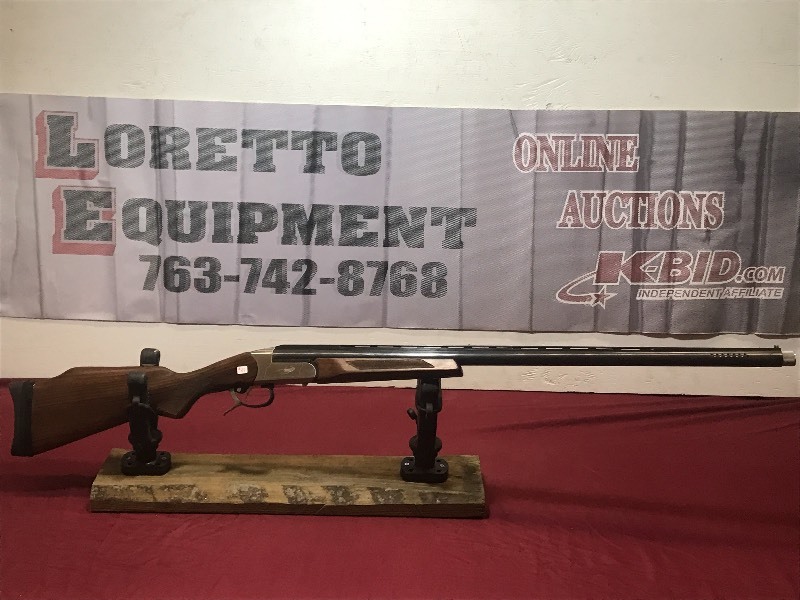 LORETTO
EQUIPMENT
763-742-8768
ONLINE
AUCTIONS
K-BID.COM
INDEPENDENT AFFILIATE